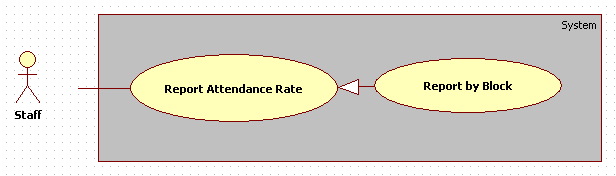 System
Report Attendance Rate
Report by Block
Staff